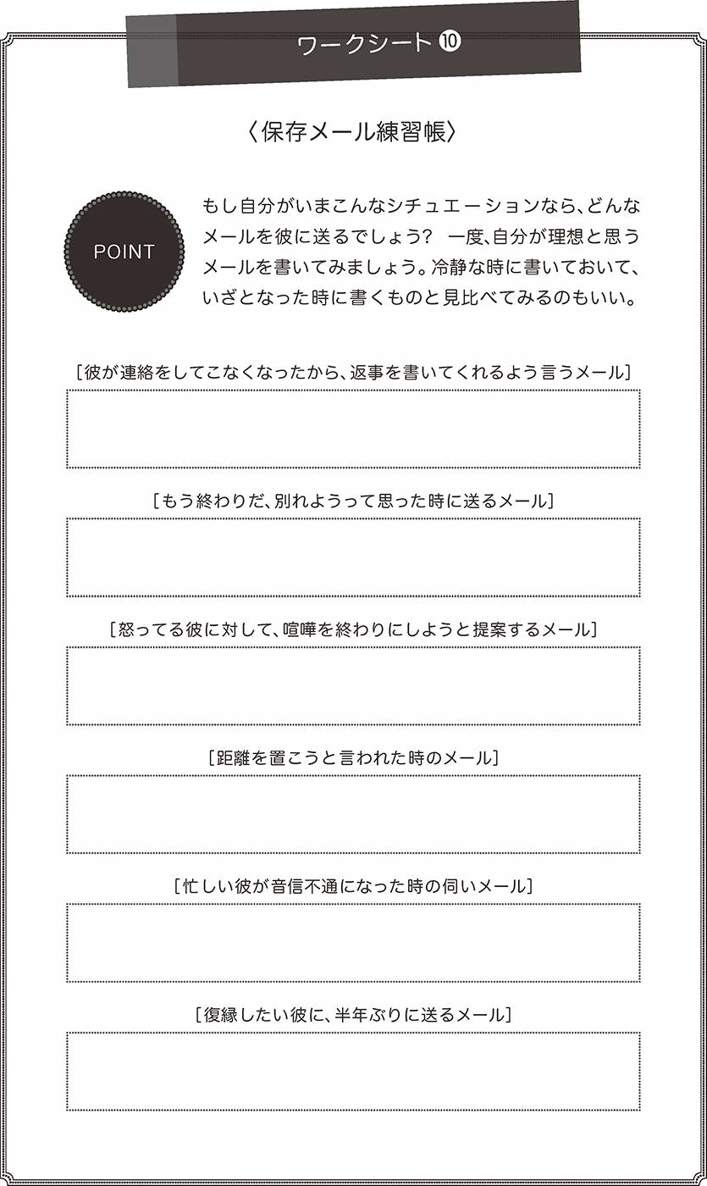 ワークシート❿
〈保存メール練習帳〉
POINT
もし自分がいまこんなシチュエーションなら、どんな
メールを彼に送るでしょう？　一度、自分が理想と思う
メールを書いてみましょう。冷静な時に書いておいて、
いざとなった時に書くものと見比べてみるのもいい。
［彼が連絡をしてこなくなったから、返事を書いてくれるよう言うメール］
［もう終わりだ、別れようって思った時に送るメール］
［怒ってる彼に対して、喧嘩を終わりにしようと提案するメール］
［距離を置こうと言われた時のメール］
［忙しい彼が音信不通になった時の伺いメール］
［復縁したい彼に、半年ぶりに送るメール］